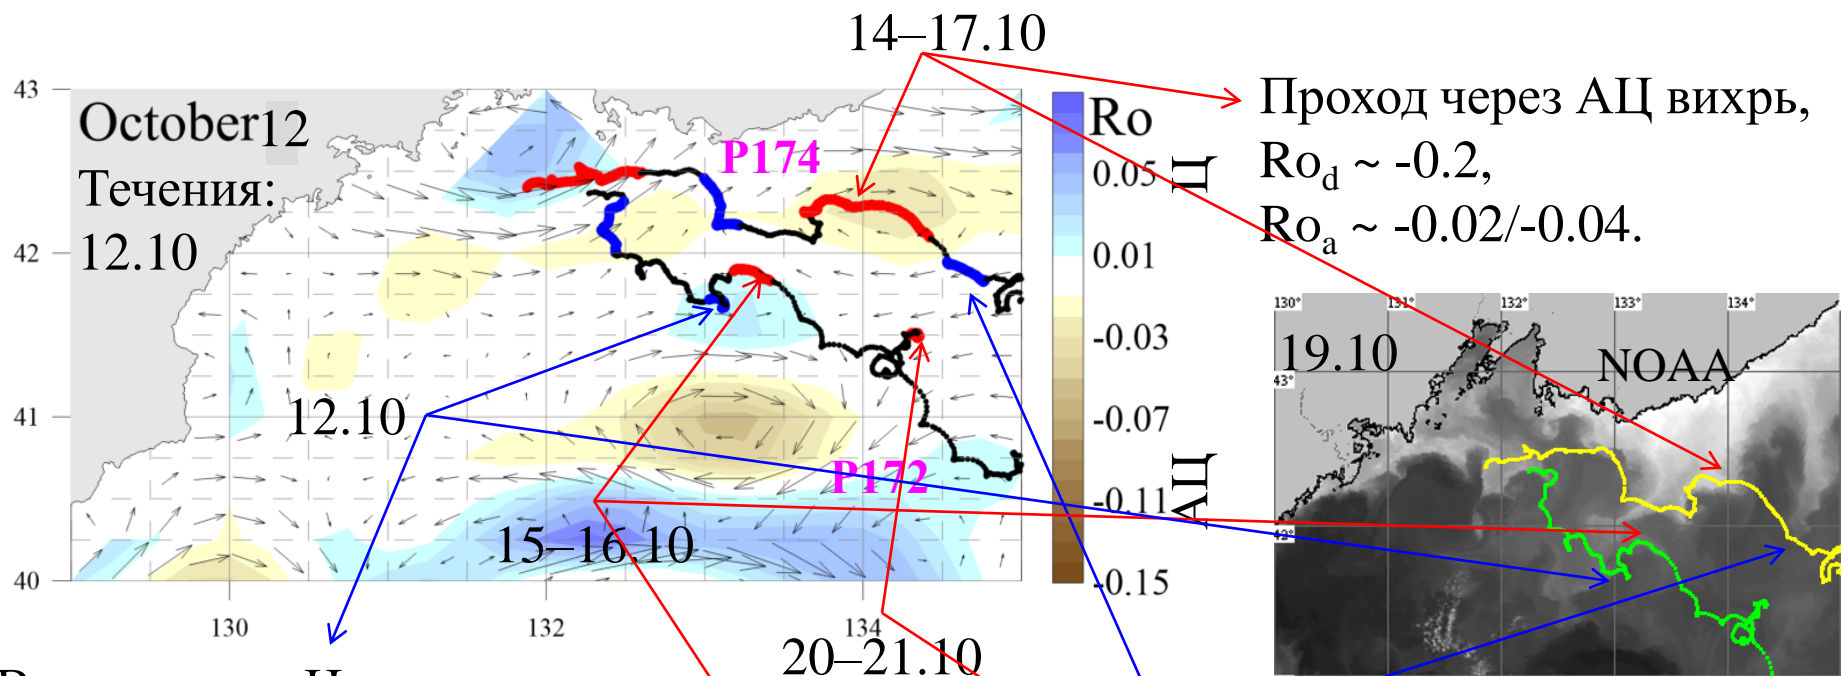 14–17.10
43
October12
Течения:
12.10
P174
Ro
0.05
Ц
0.01
-0.03
-0.07
-0.11
АЦ
-0.15
42
41
40
12.10
P172
15–16.10
130
132
134
20–21.10
Проход через АЦ вихрь,
Ro_d ~ -0.2,
Ro_a ~ -0.02/-0.04.
130° 131° 132° 133° 134°
19.10
NOAA
43°
42°